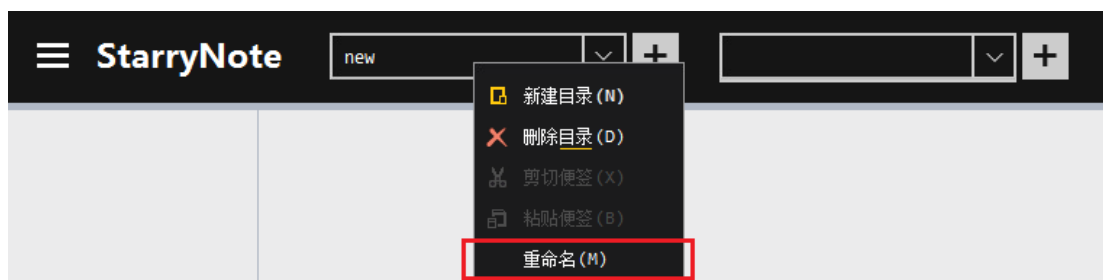 StarryNote new
新建目录(N)
删除目录(D)
剪切便签(X)
粘贴便签(B)
重命名(M)